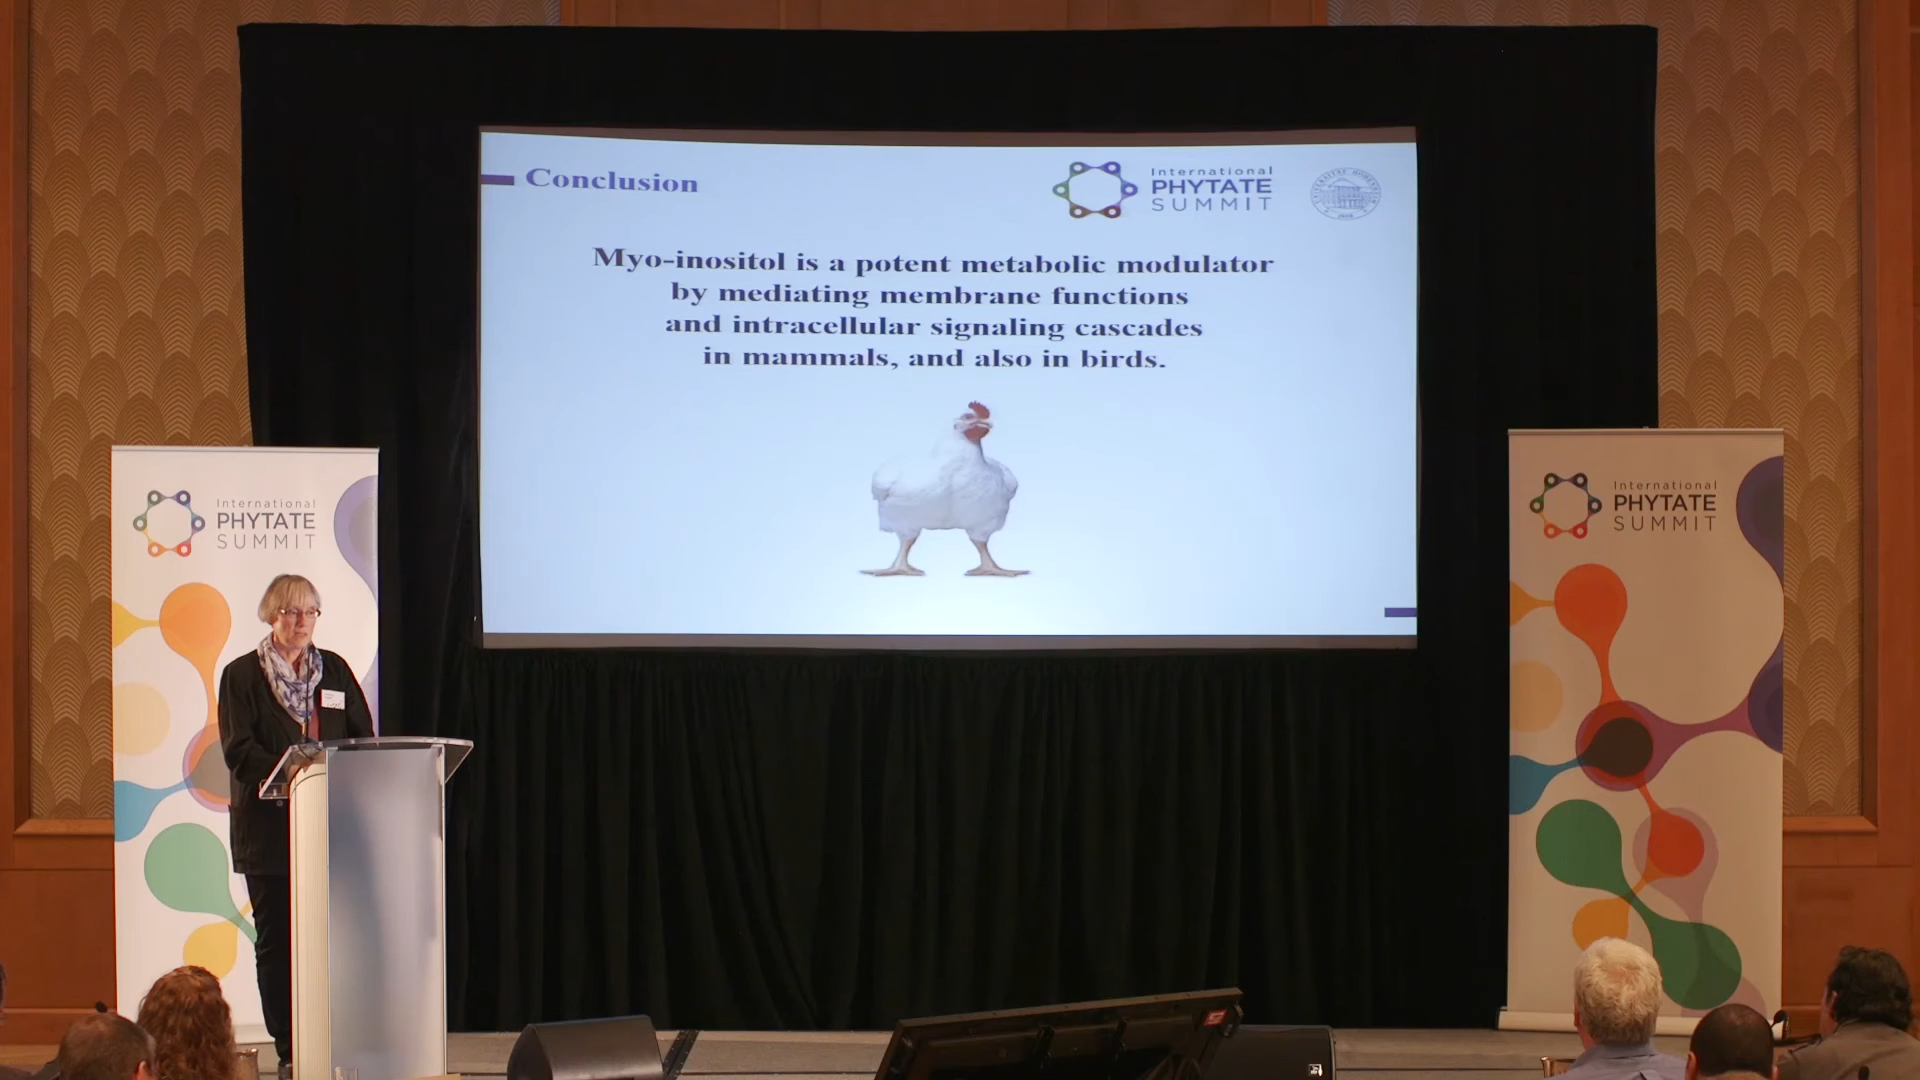 Conclusion
International
PHYTATE
SUMMIT
Myo-inositol is a potent metabolic modulator
by mediating membrane functions
and intracellular signaling cascades
in mammals, and also in birds.
International
PHYTATE
SUMMIT
International
PHYTATE
SUMMIT